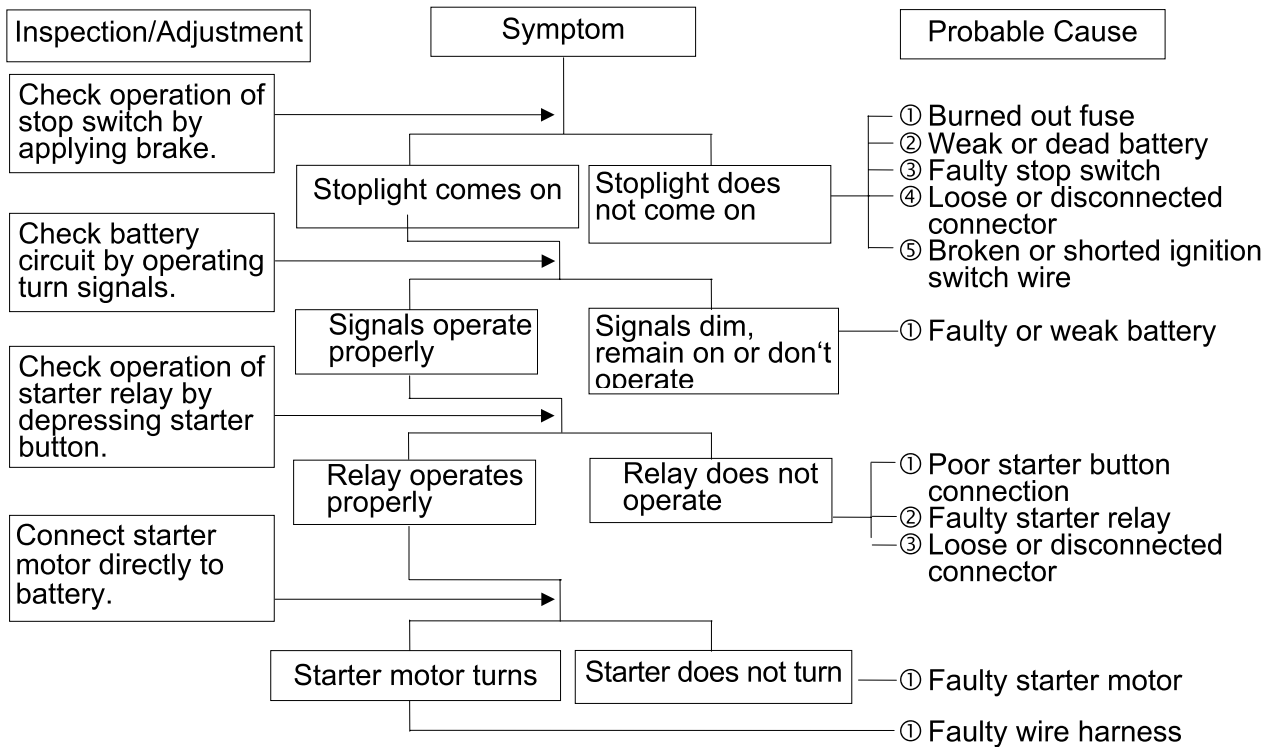 Inspection/Adjustment
Symptom
Probable Cause
Check operation of
stop switch by
applying brake.
Stoplight comes on
Stoplight does
not come on
① Burned out fuse
② Weak or dead battery
③ Faulty stop switch
④ Loose or disconnected
connector
⑤ Broken or shorted ignition
switch wire
Check battery
circuit by operating
turn signals.
Signals operate
properly
Signals dim,
remain on or don‘t
operate
① Faulty or weak battery
Check operation of
starter relay by
depressing starter
button.
Relay operates
properly
Relay does not
operate
① Poor starter button
connection
② Faulty starter relay
③ Loose or disconnected
connector
Connect starter
motor directly to
battery.
Starter motor turns
Starter does not turn
① Faulty starter motor
① Faulty wire harness